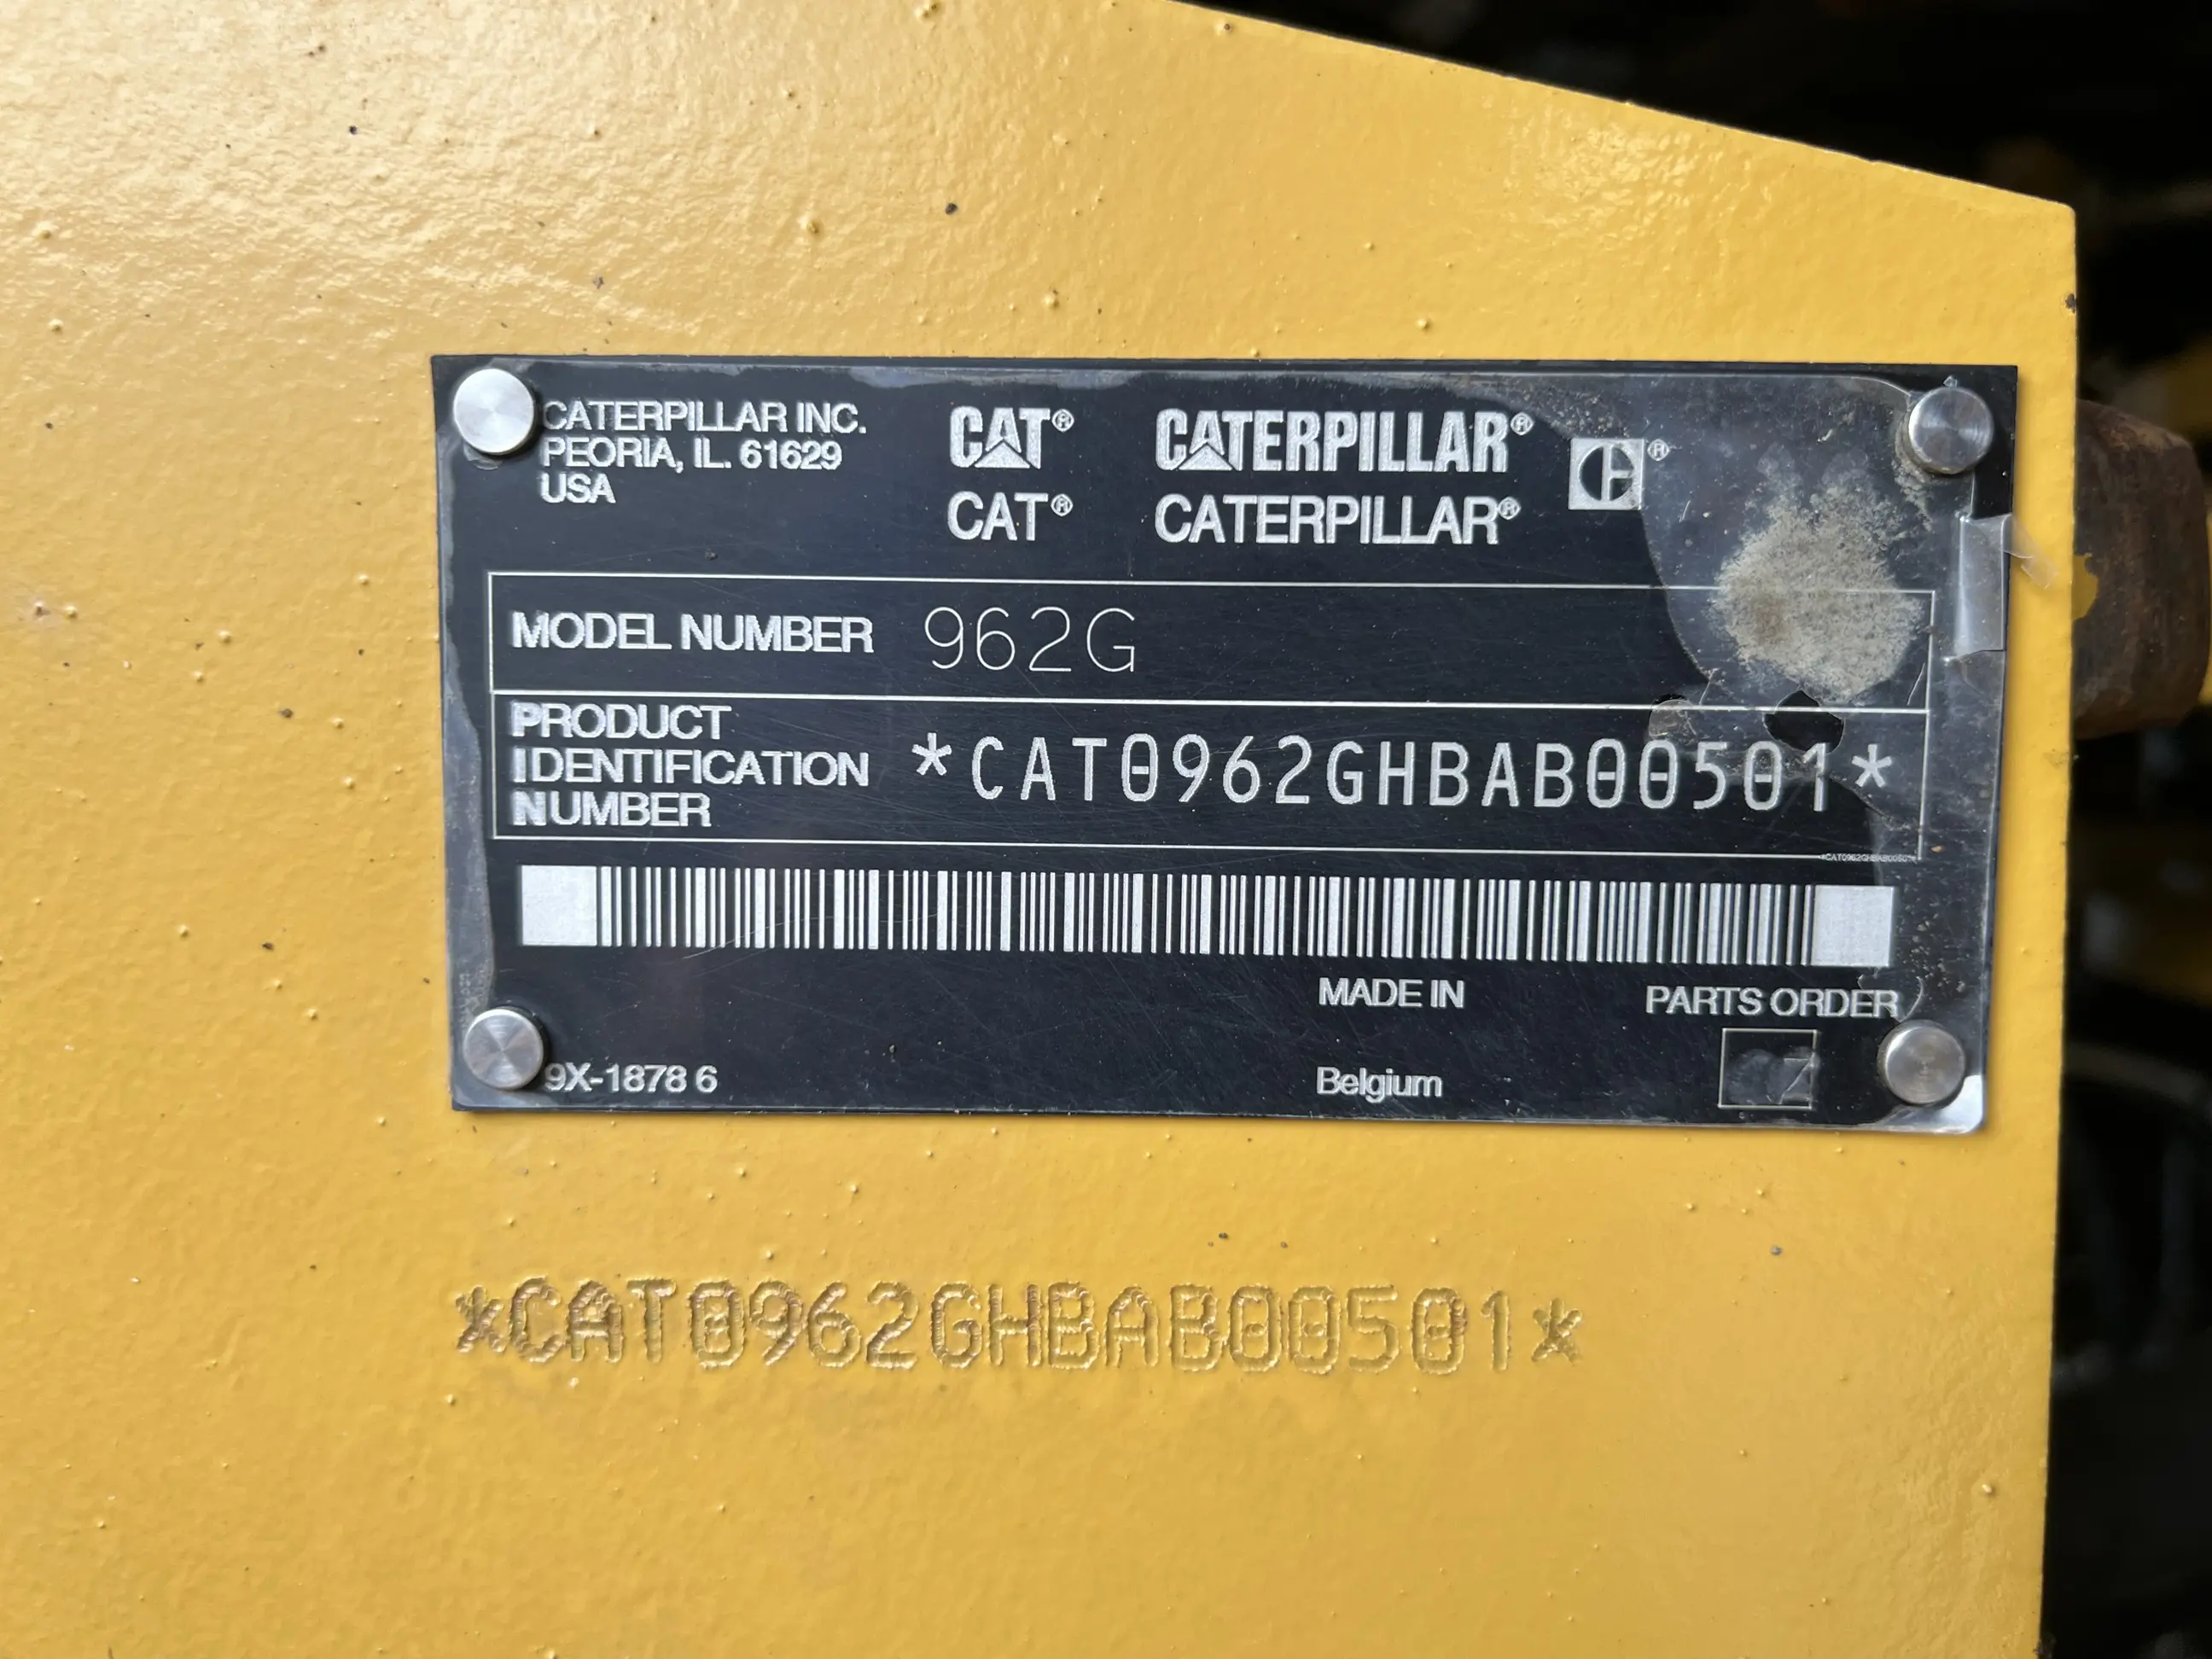 CATERPILLAR INC.
PEORIA, IL. 61629
USA
CAT® CATERPILLAR®
CAT® CATERPILLAR®
MODEL NUMBER 962G
PRODUCT
IDENTIFICATION
NUMBER
*CAT0962GHBAB00501*
*CAT0962GHBAB00501*
MADE IN
PARTS ORDER
9X-1878 6
Belgium
*CAT0962GHBAB00501*